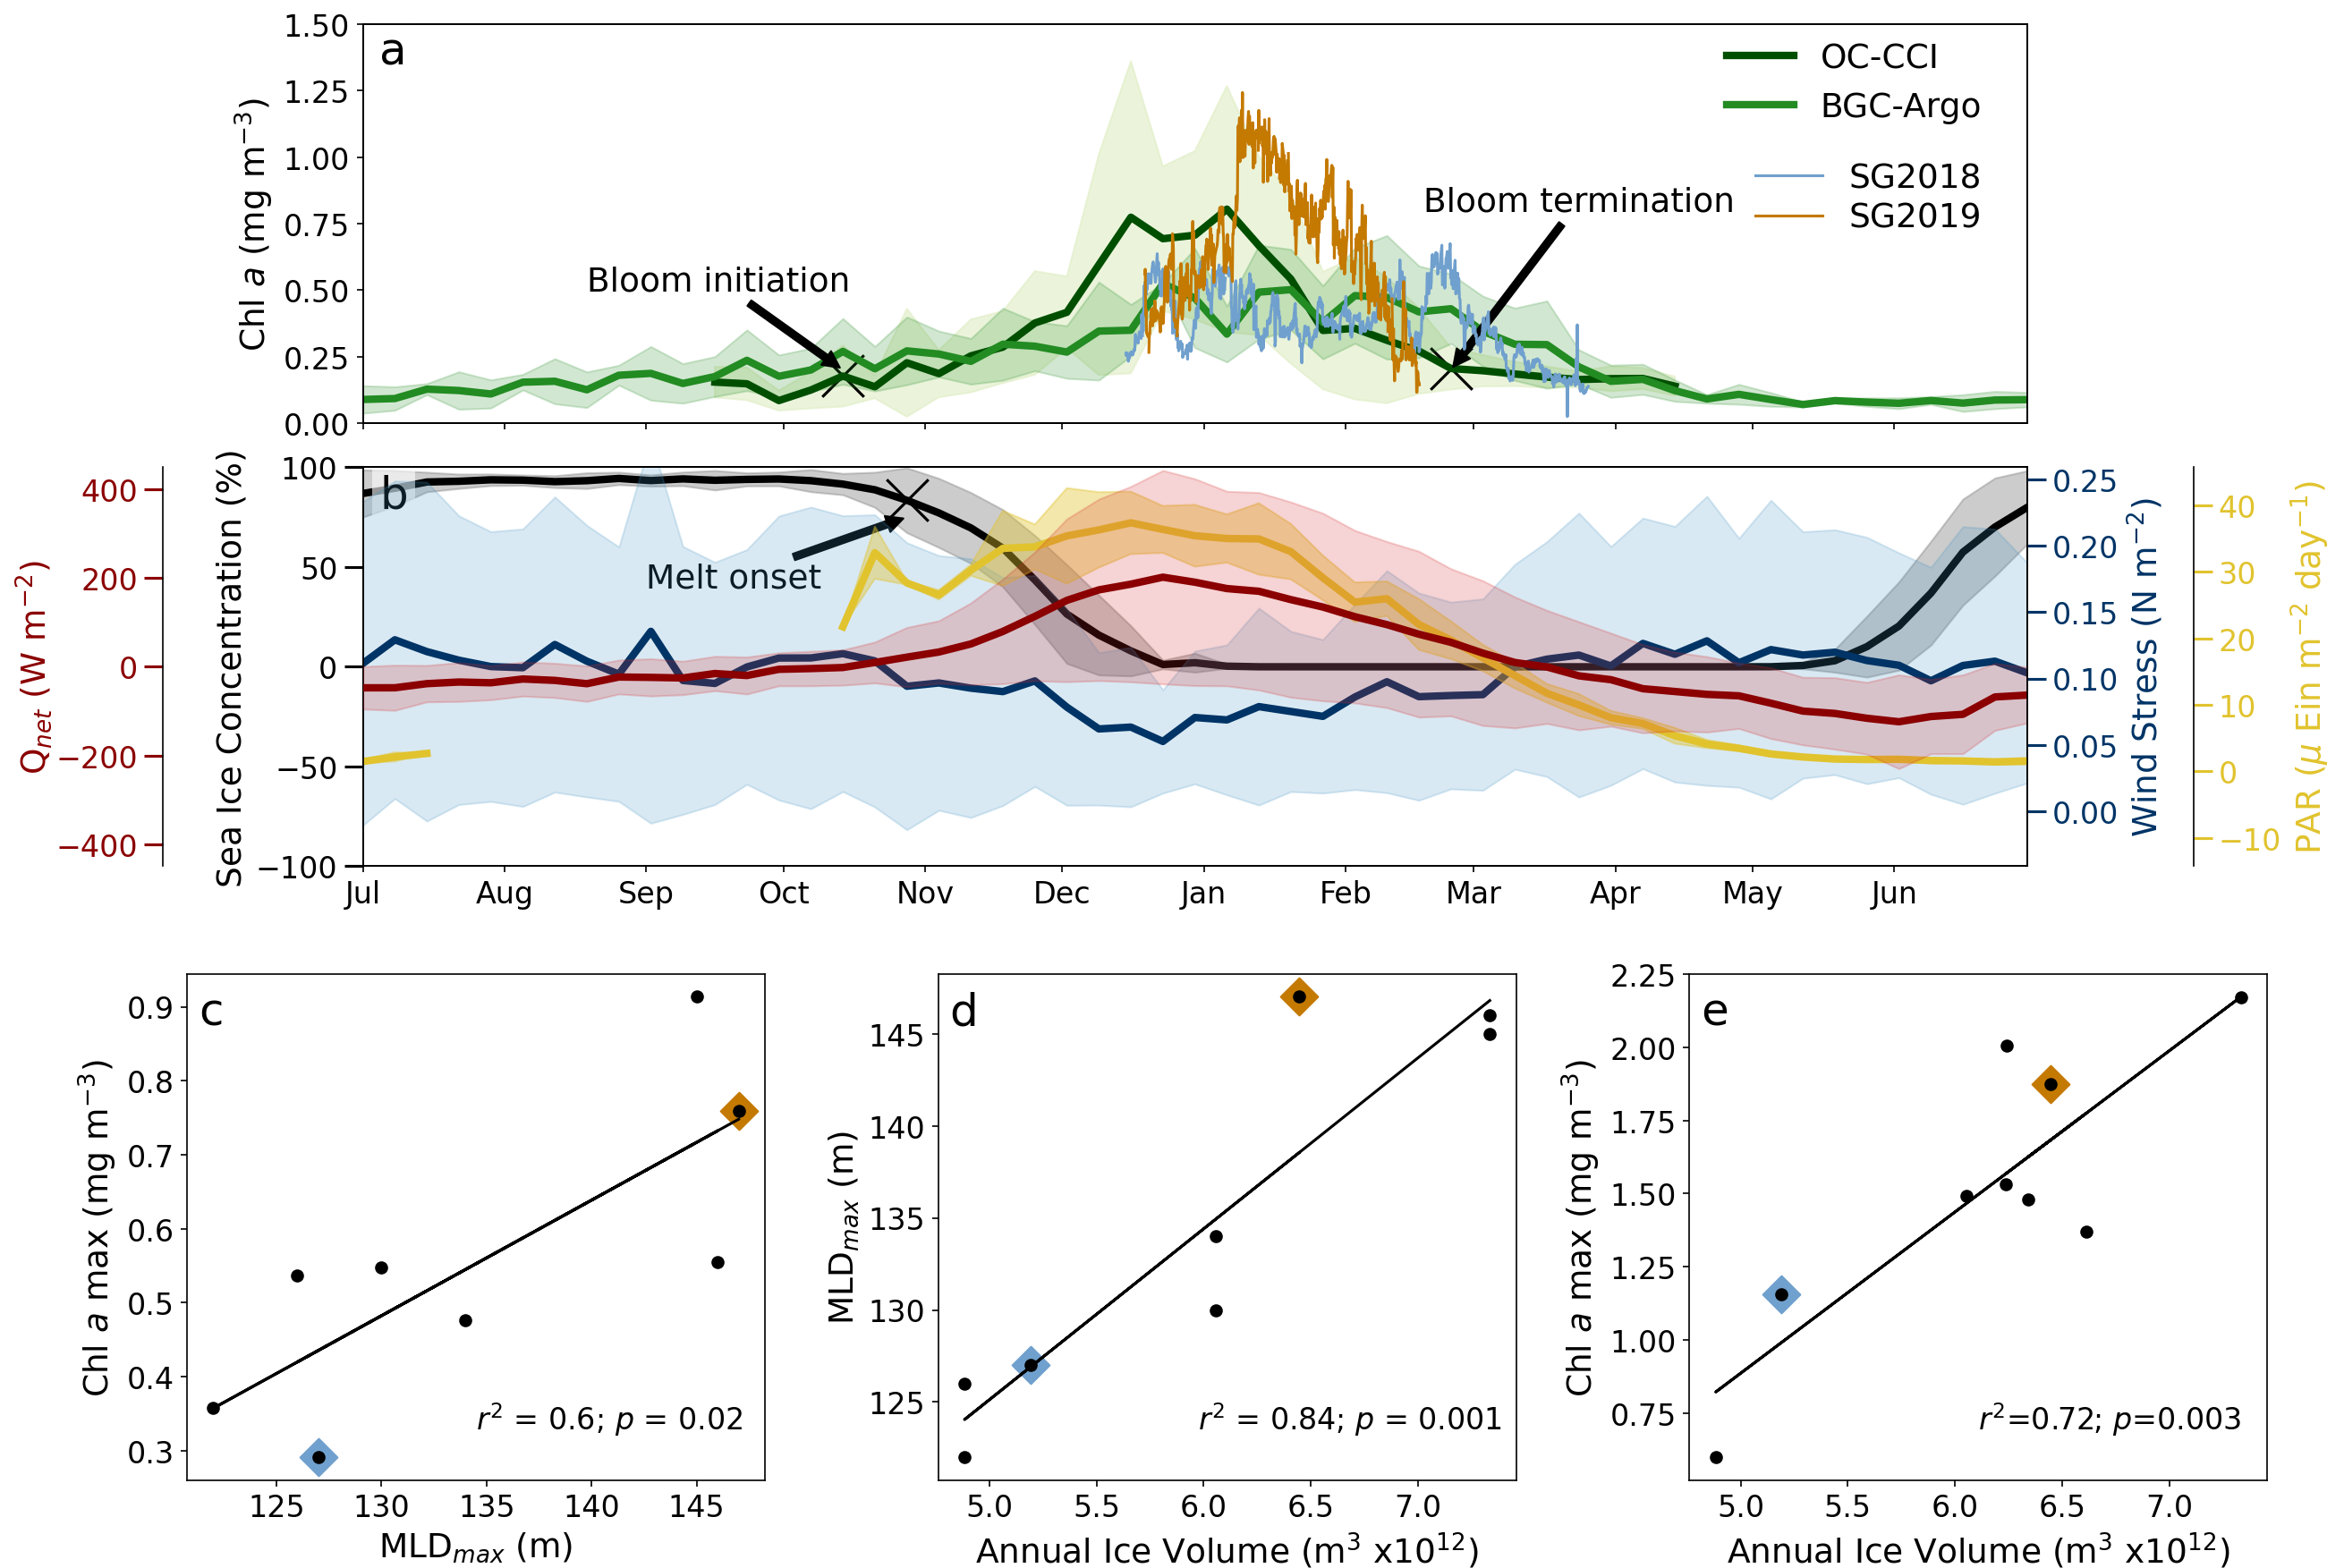 a
1.50
1.25
1.00
0.75
0.50
0.25
0.00
Chl a (mg m⁻³)
Bloom initiation
Bloom termination
OC-CCI
BGC-Argo
SG2018
SG2019
b
400
200
0
−200
−400
Qnet (W m⁻²)
100
50
0
−50
−100
Sea Ice Concentration (%)
Melt onset
0.25
0.20
0.15
0.10
0.05
0.00
Wind Stress (N m⁻²)
40
30
20
10
0
−10
PAR (μ Ein m⁻² day⁻¹)
Jul Aug Sep Oct Nov Dec Jan Feb Mar Apr May Jun
c
0.9
0.8
0.7
0.6
0.5
0.4
0.3
Chl a max (mg m⁻³)
r² = 0.6; p = 0.02
125 130 135 140 145
MLDmax (m)
d
145
140
135
130
125
MLDmax (m)
r² = 0.84; p = 0.001
5.0 5.5 6.0 6.5 7.0
Annual Ice Volume (m³ x10¹²)
e
2.25
2.00
1.75
1.50
1.25
1.00
0.75
Chl a max (mg m⁻³)
r²=0.72; p=0.003
5.0 5.5 6.0 6.5 7.0
Annual Ice Volume (m³ x10¹²)